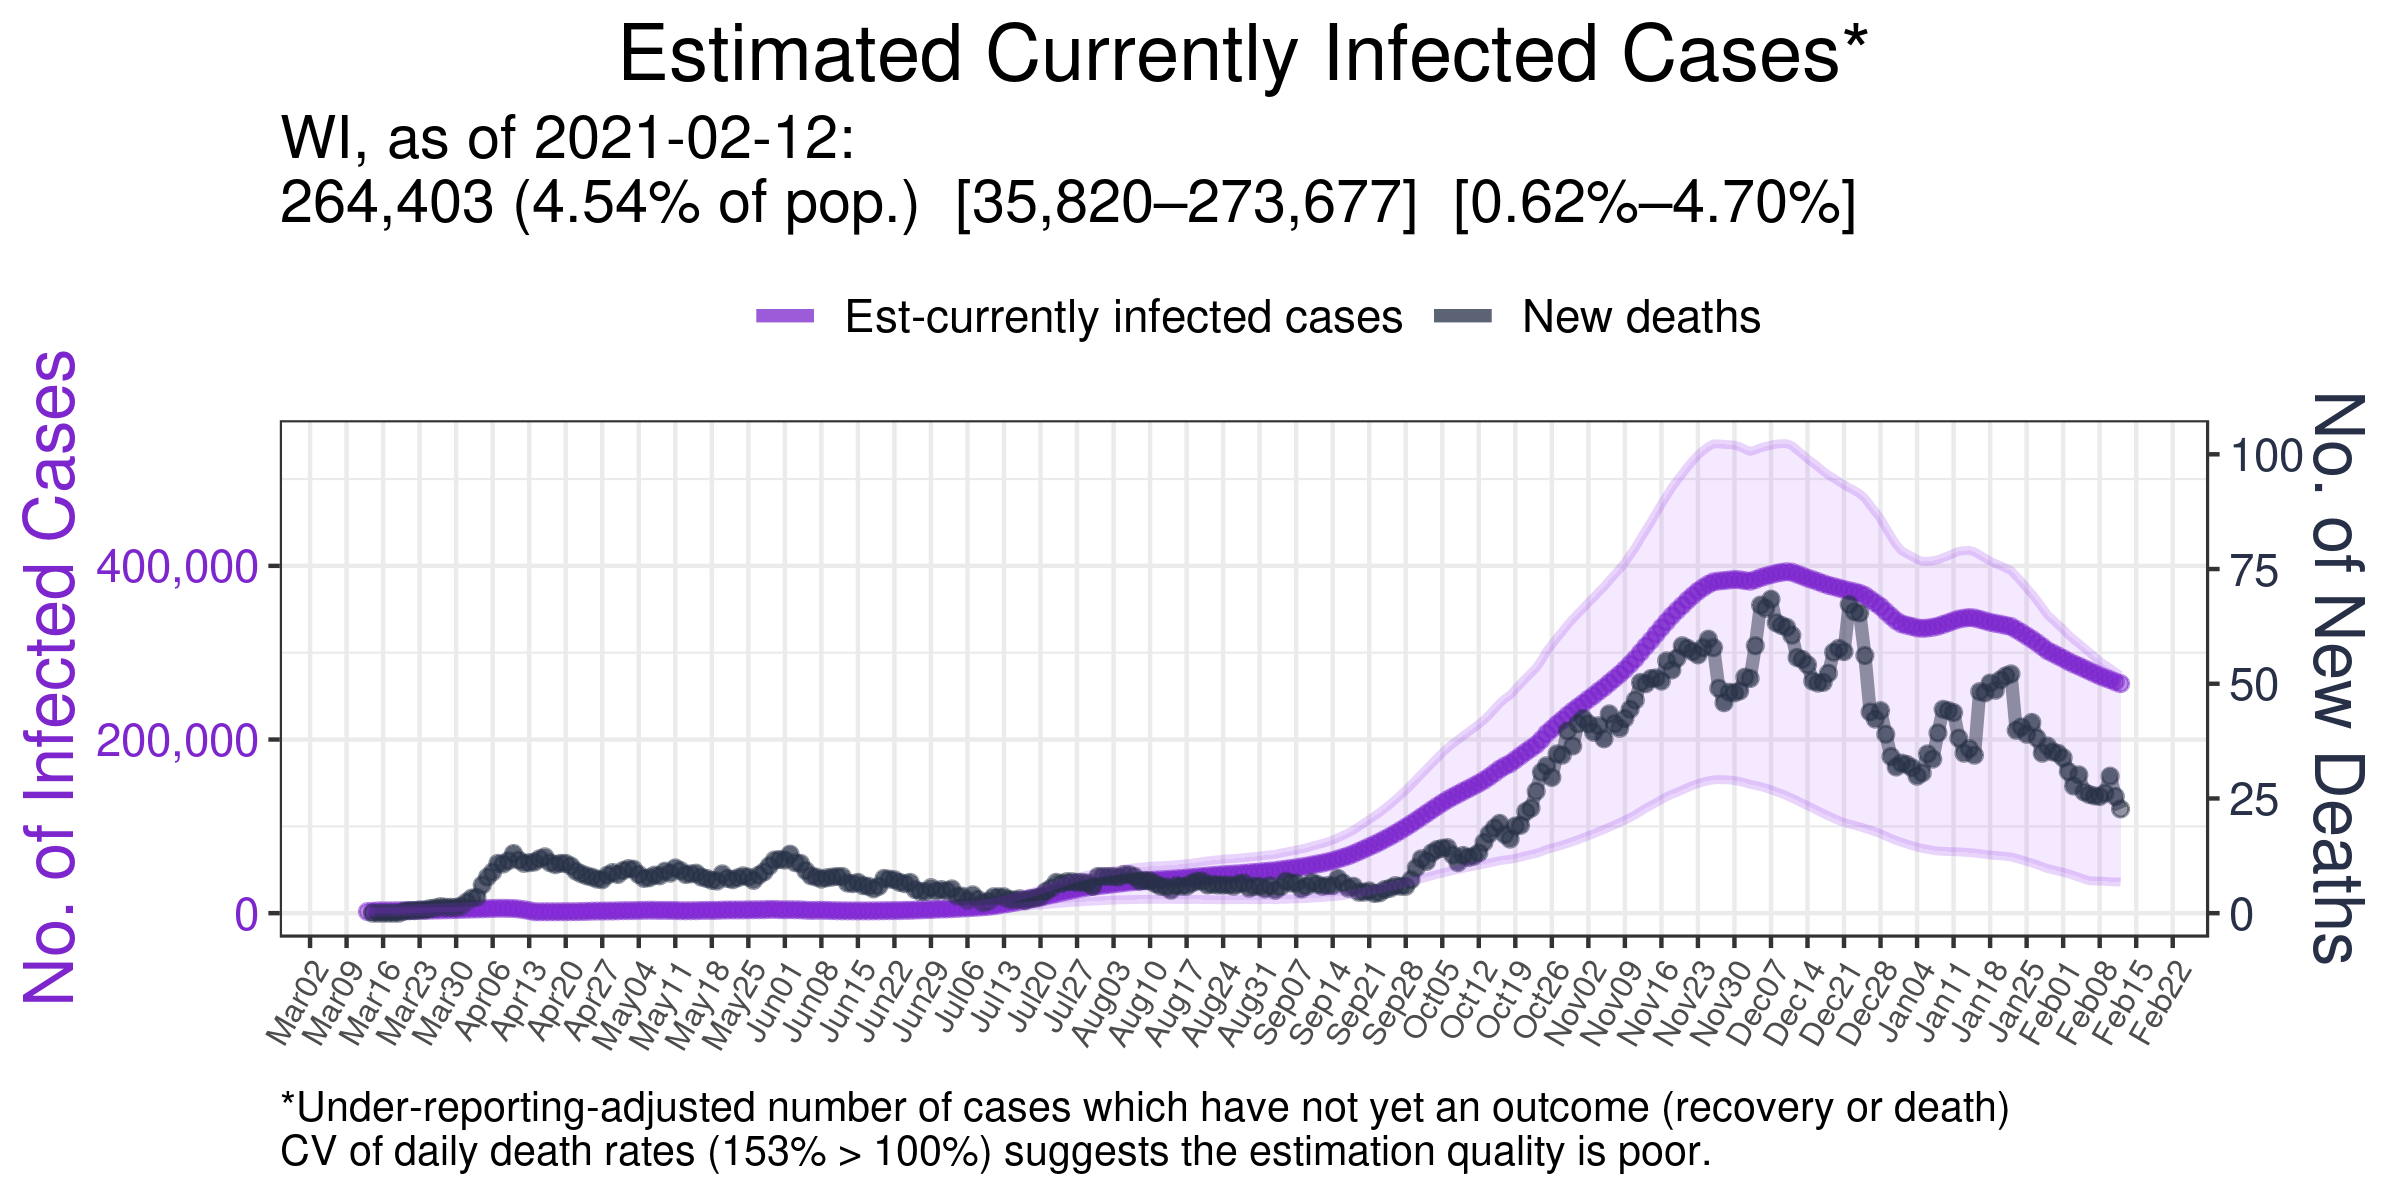 Estimated Currently Infected Cases*
WI, as of 2021-02-12:
264,403 (4.54% of pop.)  [35,820–273,677]  [0.62%–4.70%]
Est-currently infected cases
New deaths
No. of Infected Cases
400,000
200,000
0
100
75
50
25
0
No. of New Deaths
Mar02
Mar09
Mar16
Mar23
Mar30
Apr06
Apr13
Apr20
Apr27
May04
May11
May18
May25
Jun01
Jun08
Jun15
Jun22
Jun29
Jul06
Jul13
Jul20
Jul27
Aug03
Aug10
Aug17
Aug24
Aug31
Sep07
Sep14
Sep21
Sep28
Oct05
Oct12
Oct19
Oct26
Nov02
Nov09
Nov16
Nov23
Nov30
Dec07
Dec14
Dec21
Dec28
Jan04
Jan11
Jan18
Jan25
Feb01
Feb08
Feb15
Feb22
*Under-reporting-adjusted number of cases which have not yet an outcome (recovery or death)
CV of daily death rates (153% > 100%) suggests the estimation quality is poor.